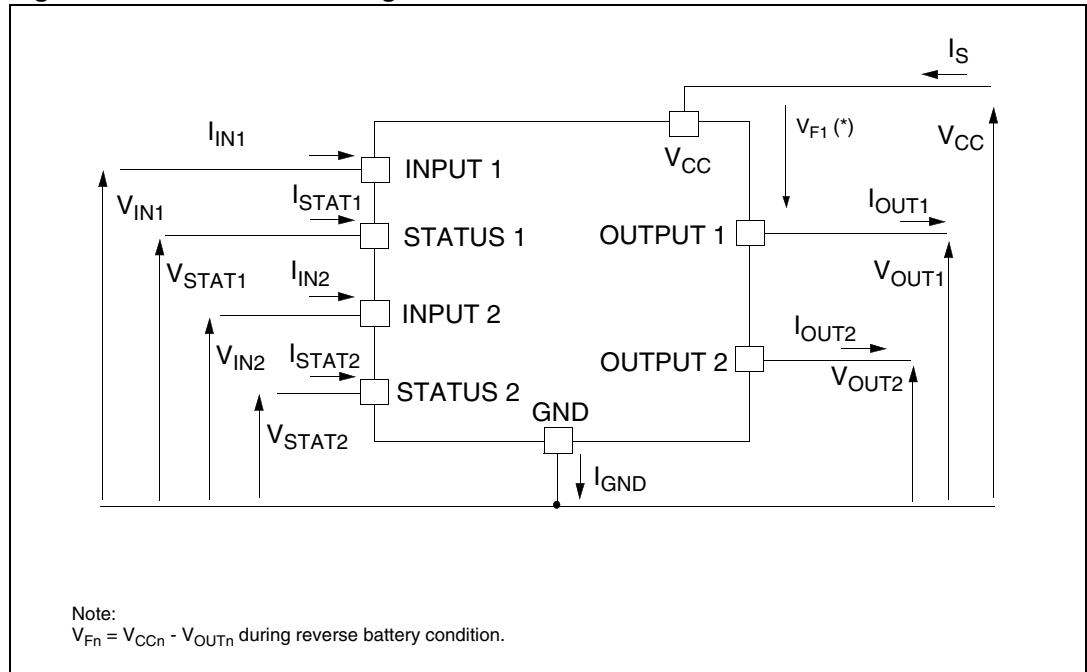 I_S
V_F1 (*)
V_CC
V_CC
I_IN1
INPUT 1
V_IN1
I_STAT1
STATUS 1
OUTPUT 1
I_OUT1
V_STAT1
V_OUT1
I_IN2
INPUT 2
V_IN2
I_OUT2
OUTPUT 2
V_OUT2
I_STAT2
STATUS 2
V_STAT2
GND
I_GND
Note:
V_Fn = V_CCn - V_OUTn during reverse battery condition.